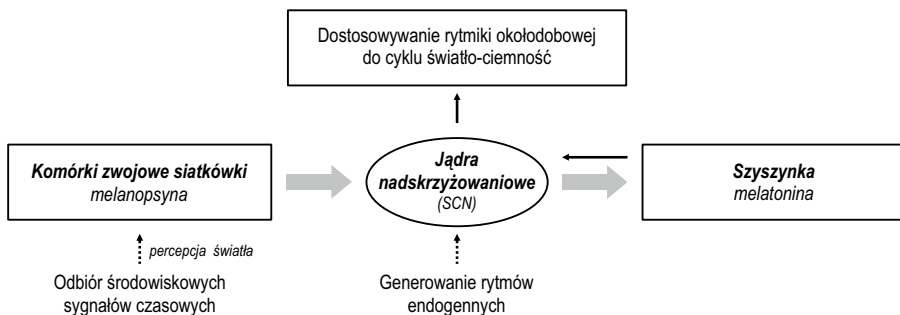 Dostosowywanie rytmiki okołodobowej
do cyklu światło-ciemność
Komórki zwojowe siatkówki
melanopsyna
Jądra
nadskrzyżowaniowe
(SCN)
Szyszynka
melatonina
percepcja światła
Odbiór środowiskowych
sygnałów czasowych
Generowanie rytmów
endogennych